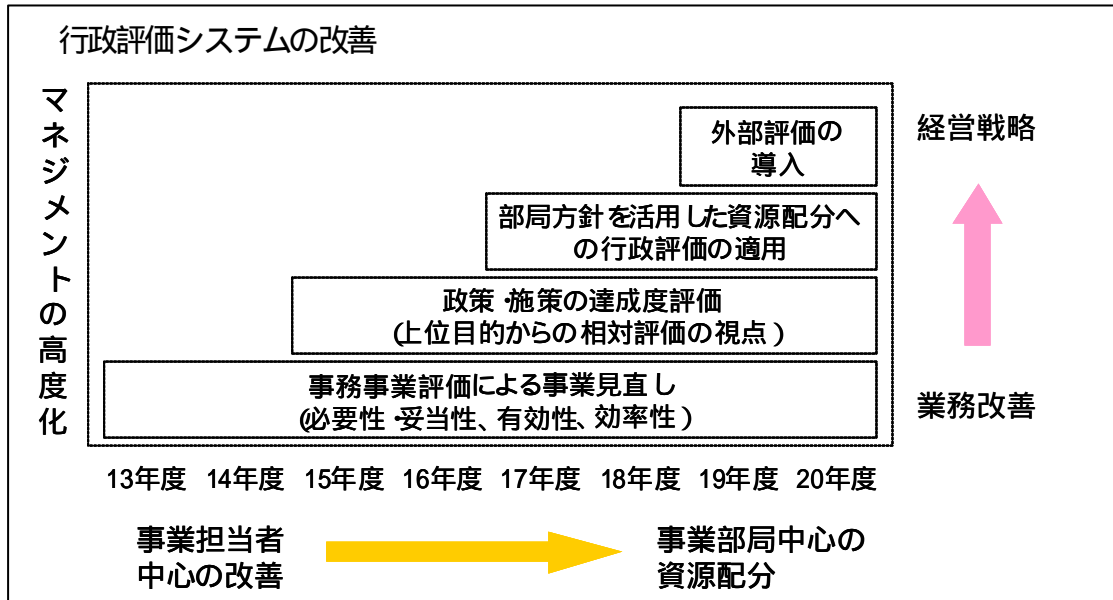 行政評価システムの改善
マネジメントの高度化
外部評価の
導入
部局方針を活用した資源配分へ
の行政評価の適用
政策・施策の達成度評価
(上位目的からの相対評価の視点)
事務事業評価による事業見直し
(必要性・妥当性、有効性、効率性)
経営戦略
業務改善
13年度 14年度 15年度 16年度 17年度 18年度 19年度 20年度
事業担当者
中心の改善
事業部局中心の
資源配分